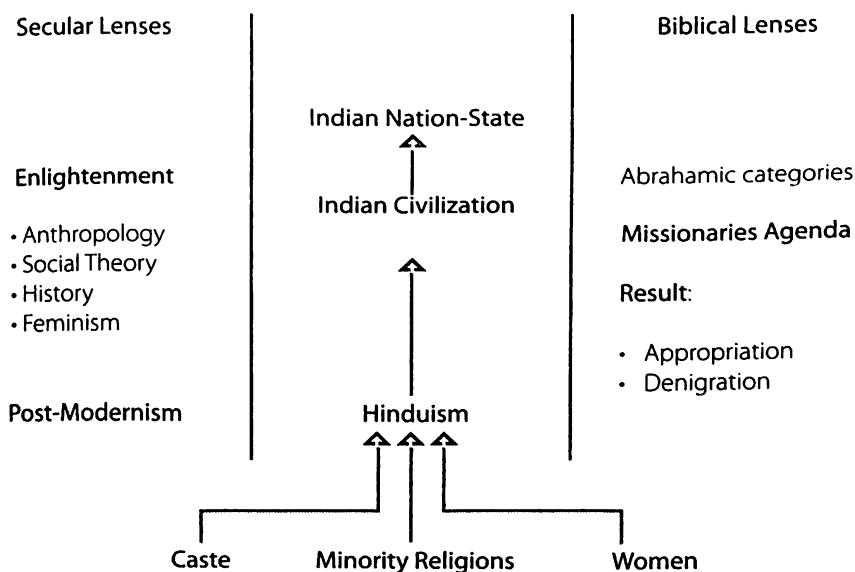 Secular Lenses
Enlightenment
• Anthropology
• Social Theory
• History
• Feminism
Post-Modernism
Indian Nation-State
Indian Civilization
Hinduism
Biblical Lenses
Abrahamic categories
Missionaries Agenda
Result:
• Appropriation
• Denigration
Caste
Minority Religions
Women